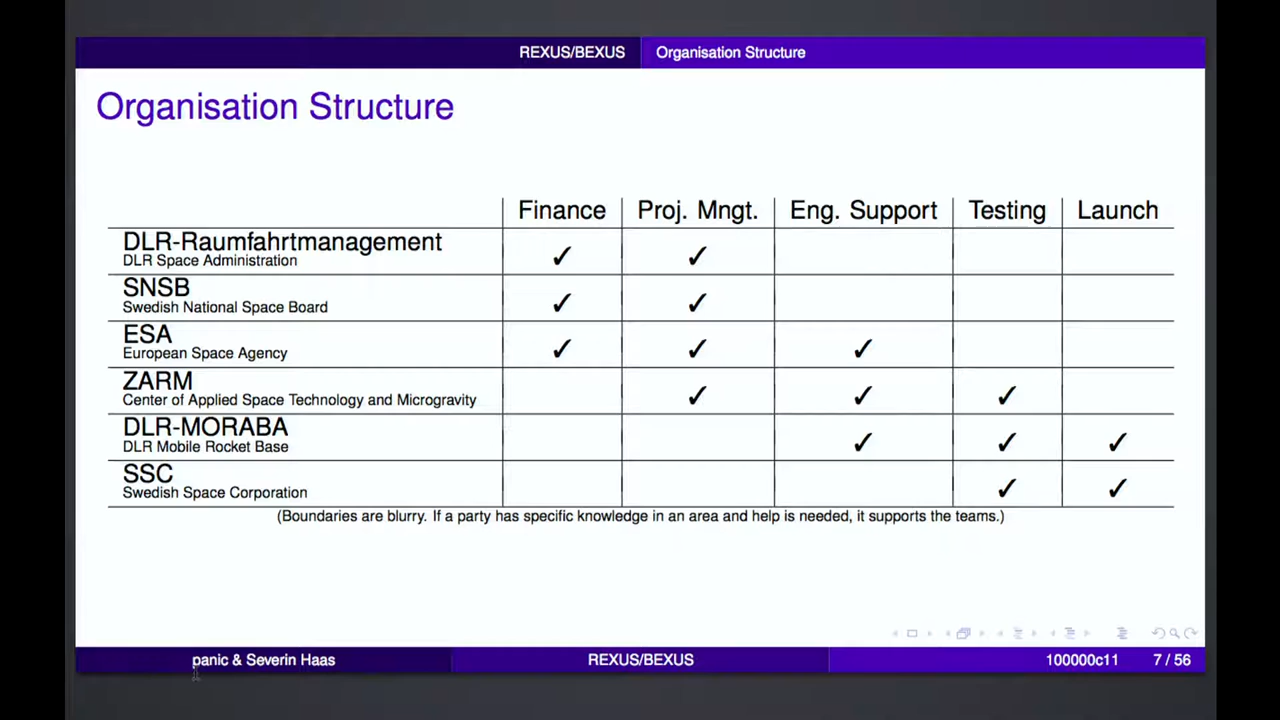 REXUS/BEXUS Organisation Structure
Organisation Structure
Finance Proj. Mngt. Eng. Support Testing Launch
DLR-Raumfahrtmanagement ✓ ✓
DLR Space Administration
SNSB ✓ ✓
Swedish National Space Board
ESA ✓ ✓ ✓
European Space Agency
ZARM ✓ ✓ ✓
Center of Applied Space Technology and Microgravity
DLR-MORABA ✓ ✓ ✓
DLR Mobile Rocket Base
SSC ✓ ✓
Swedish Space Corporation
(Boundaries are blurry. If a party has specific knowledge in an area and help is needed, it supports the teams.)
panic & Severin Haas REXUS/BEXUS 100000c11 7 / 56